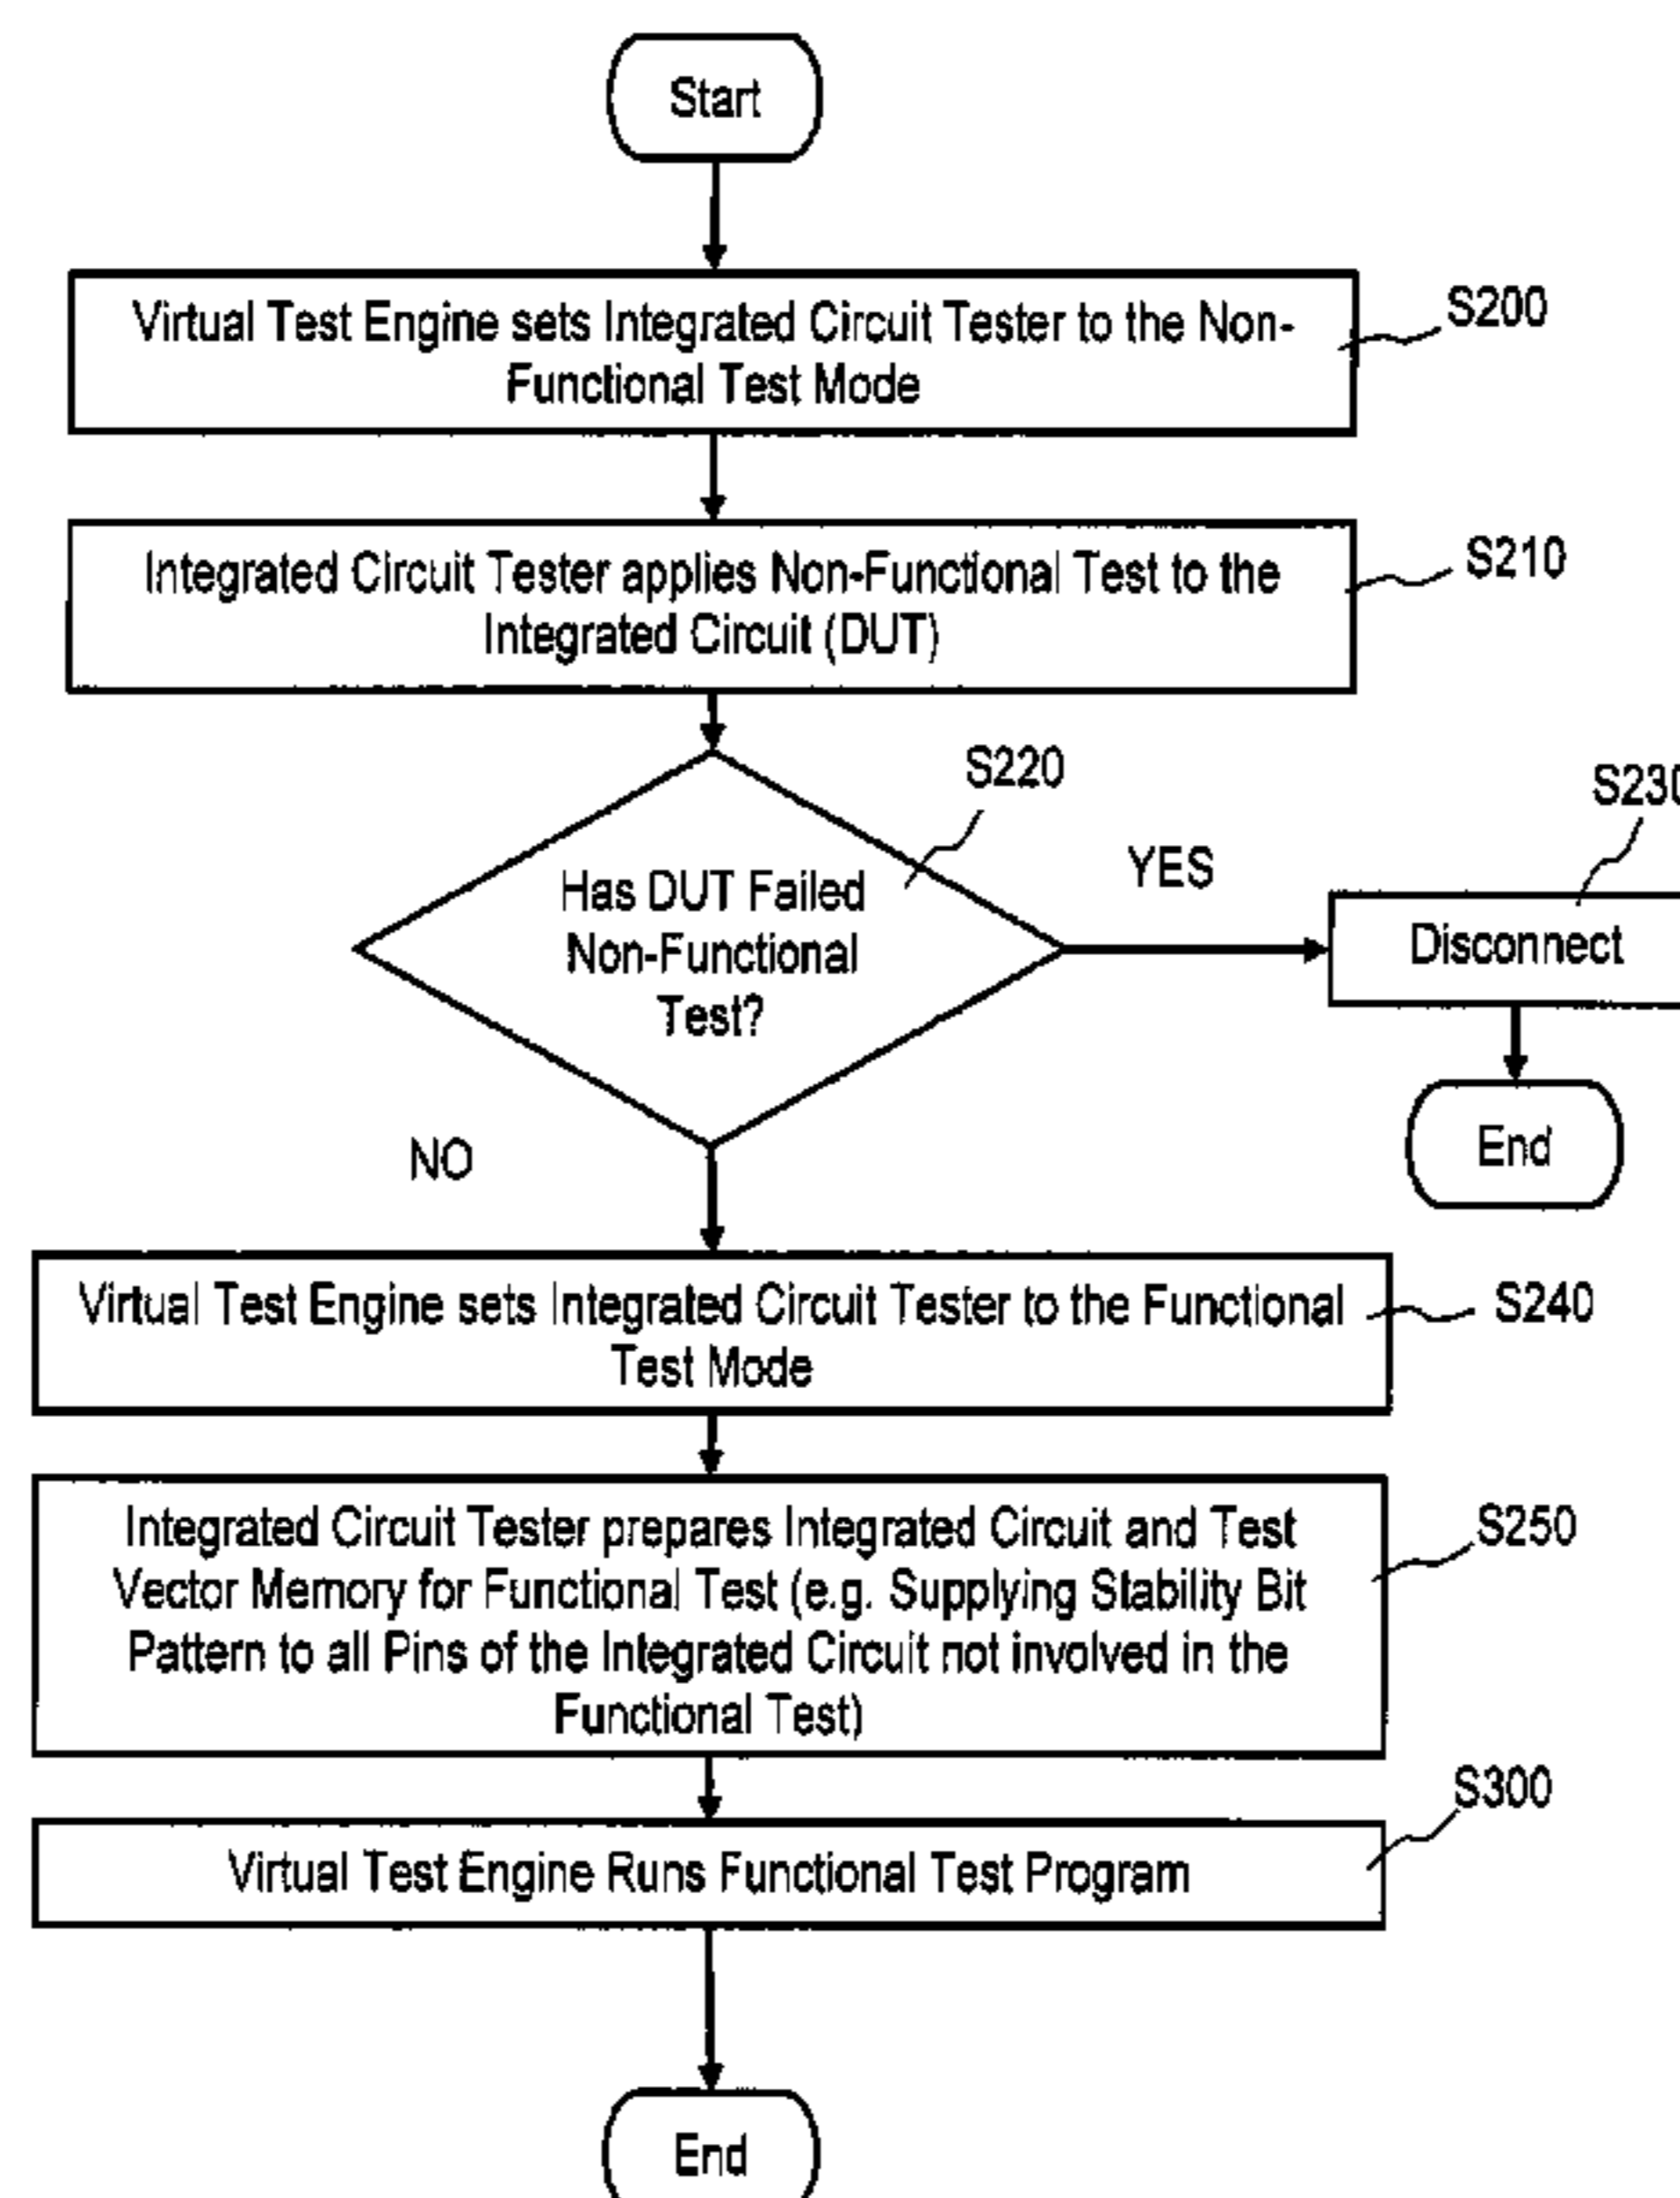 Start
Virtual Test Engine sets Integrated Circuit Tester to the Non-
Functional Test Mode
S200
Integrated Circuit Tester applies Non-Functional Test to the
Integrated Circuit (DUT)
S210
S220
Has DUT Failed
Non-Functional
Test?
YES
S230
Disconnect
End
NO
Virtual Test Engine sets Integrated Circuit Tester to the Functional
Test Mode
S240
Integrated Circuit Tester prepares Integrated Circuit and Test
Vector Memory for Functional Test (e.g. Supplying Stability Bit
Pattern to all Pins of the Integrated Circuit not involved in the
Functional Test)
S250
S300
Virtual Test Engine Runs Functional Test Program
End